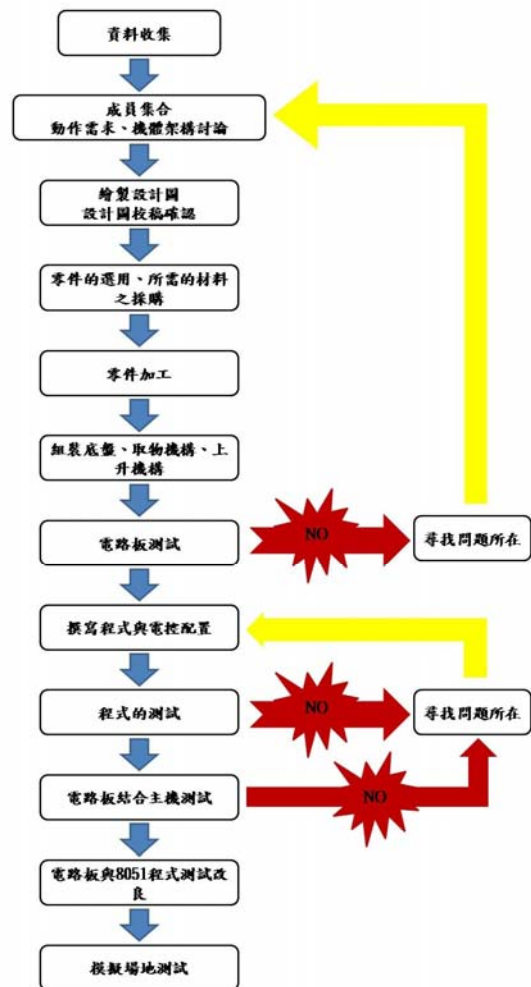 資料收集
成員集合
動作需求、機體架構討論
繪製設計圖
設計圖校稿確認
零件的選用、所需的材料
之採購
零件加工
組裝底盤、取物機構、上
升機構
電路板測試
NO
尋找問題所在
撰寫程式與電控配置
程式的測試
NO
尋找問題所在
電路板結合主機測試
NO
電路板與8051程式測試改
良
模擬場地測試